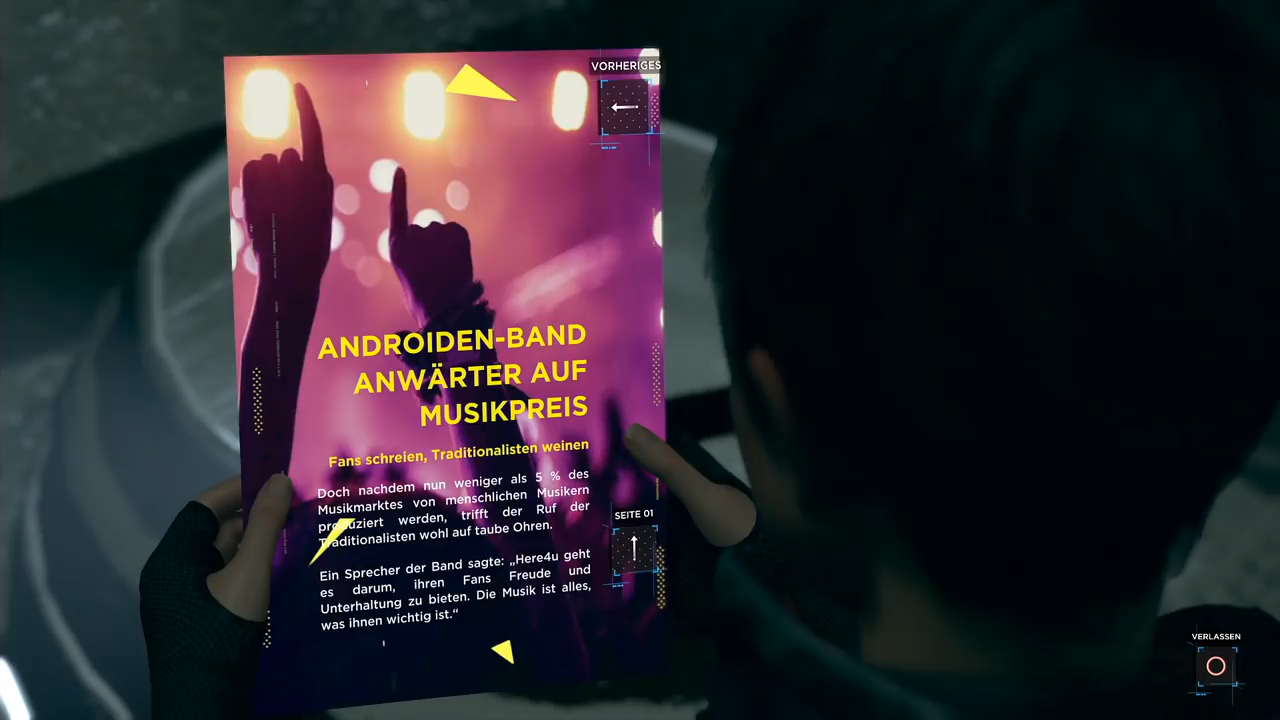 VORHERIGES
ANDROIDEN-BAND
ANWÄRTER AUF
MUSIKPREIS
Fans schreien, Traditionalisten weinen
Doch nachdem nun weniger als 5 % des
Musikmarktes von menschlichen Musikern
produziert werden, trifft der Ruf der
Traditionalisten wohl auf taube Ohren.
Ein Sprecher der Band sagte: „Here4u geht
es darum, ihren Fans Freude und
Unterhaltung zu bieten. Die Musik ist alles,
was ihnen wichtig ist.“
SEITE 01
VERLASSEN